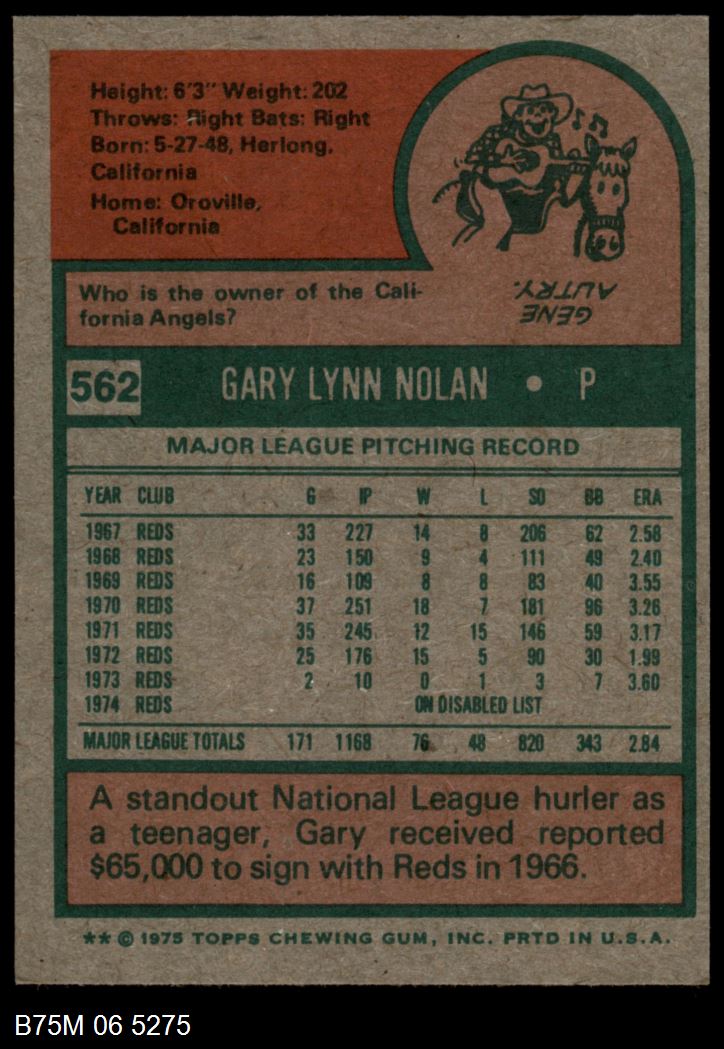 Height: 6'3" Weight: 202
Throws: Right Bats: Right
Born: 5-27-48, Herlong,
California
Home: Oroville,
California
Who is the owner of the Cali-
fornia Angels?
GENE
AUTRY.
562 GARY LYNN NOLAN • P
MAJOR LEAGUE PITCHING RECORD
YEAR CLUB G IP W L SO BB ERA
1967 REDS 33 227 14 8 206 62 2.58
1968 REDS 23 150 9 4 111 49 2.40
1969 REDS 16 109 8 8 83 40 3.55
1970 REDS 37 251 18 7 181 96 3.26
1971 REDS 35 245 12 15 146 59 3.17
1972 REDS 25 176 15 5 90 30 1.99
1973 REDS 2 10 0 1 3 7 3.60
1974 REDS ON DISABLED LIST
MAJOR LEAGUE TOTALS 171 1168 76 48 820 343 2.84
A standout National League hurler as
a teenager, Gary received reported
$65,000 to sign with Reds in 1966.
** © 1975 TOPPS CHEWING GUM, INC. PRTD IN U.S.A.
B75M 06 5275